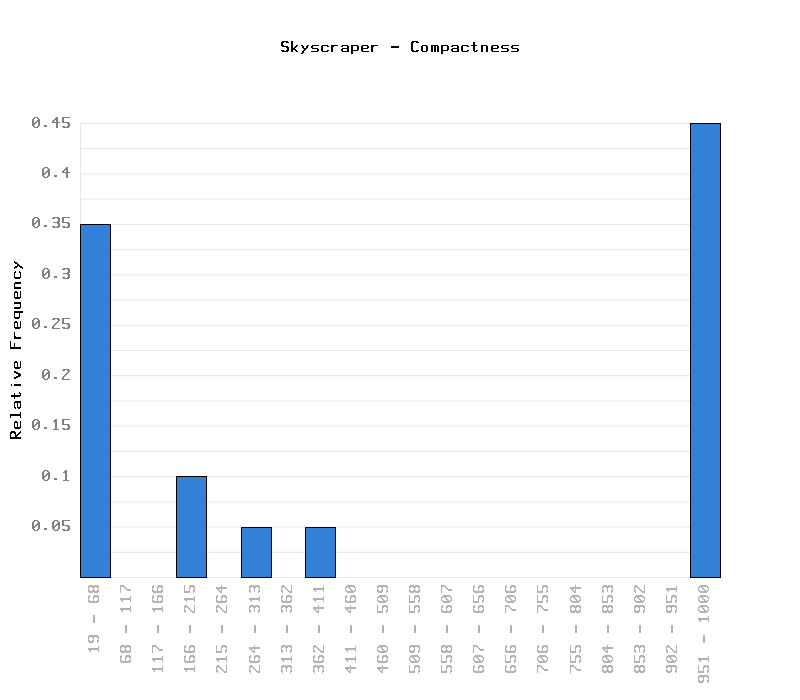 Skyscraper - Compactness
Relative Frequency
0.45
0.4
0.35
0.3
0.25
0.2
0.15
0.1
0.05
19 - 68
68 - 117
117 - 166
166 - 215
215 - 264
264 - 313
313 - 362
362 - 411
411 - 460
460 - 509
509 - 558
558 - 607
607 - 656
656 - 706
706 - 755
755 - 804
804 - 853
853 - 902
902 - 951
951 - 1000